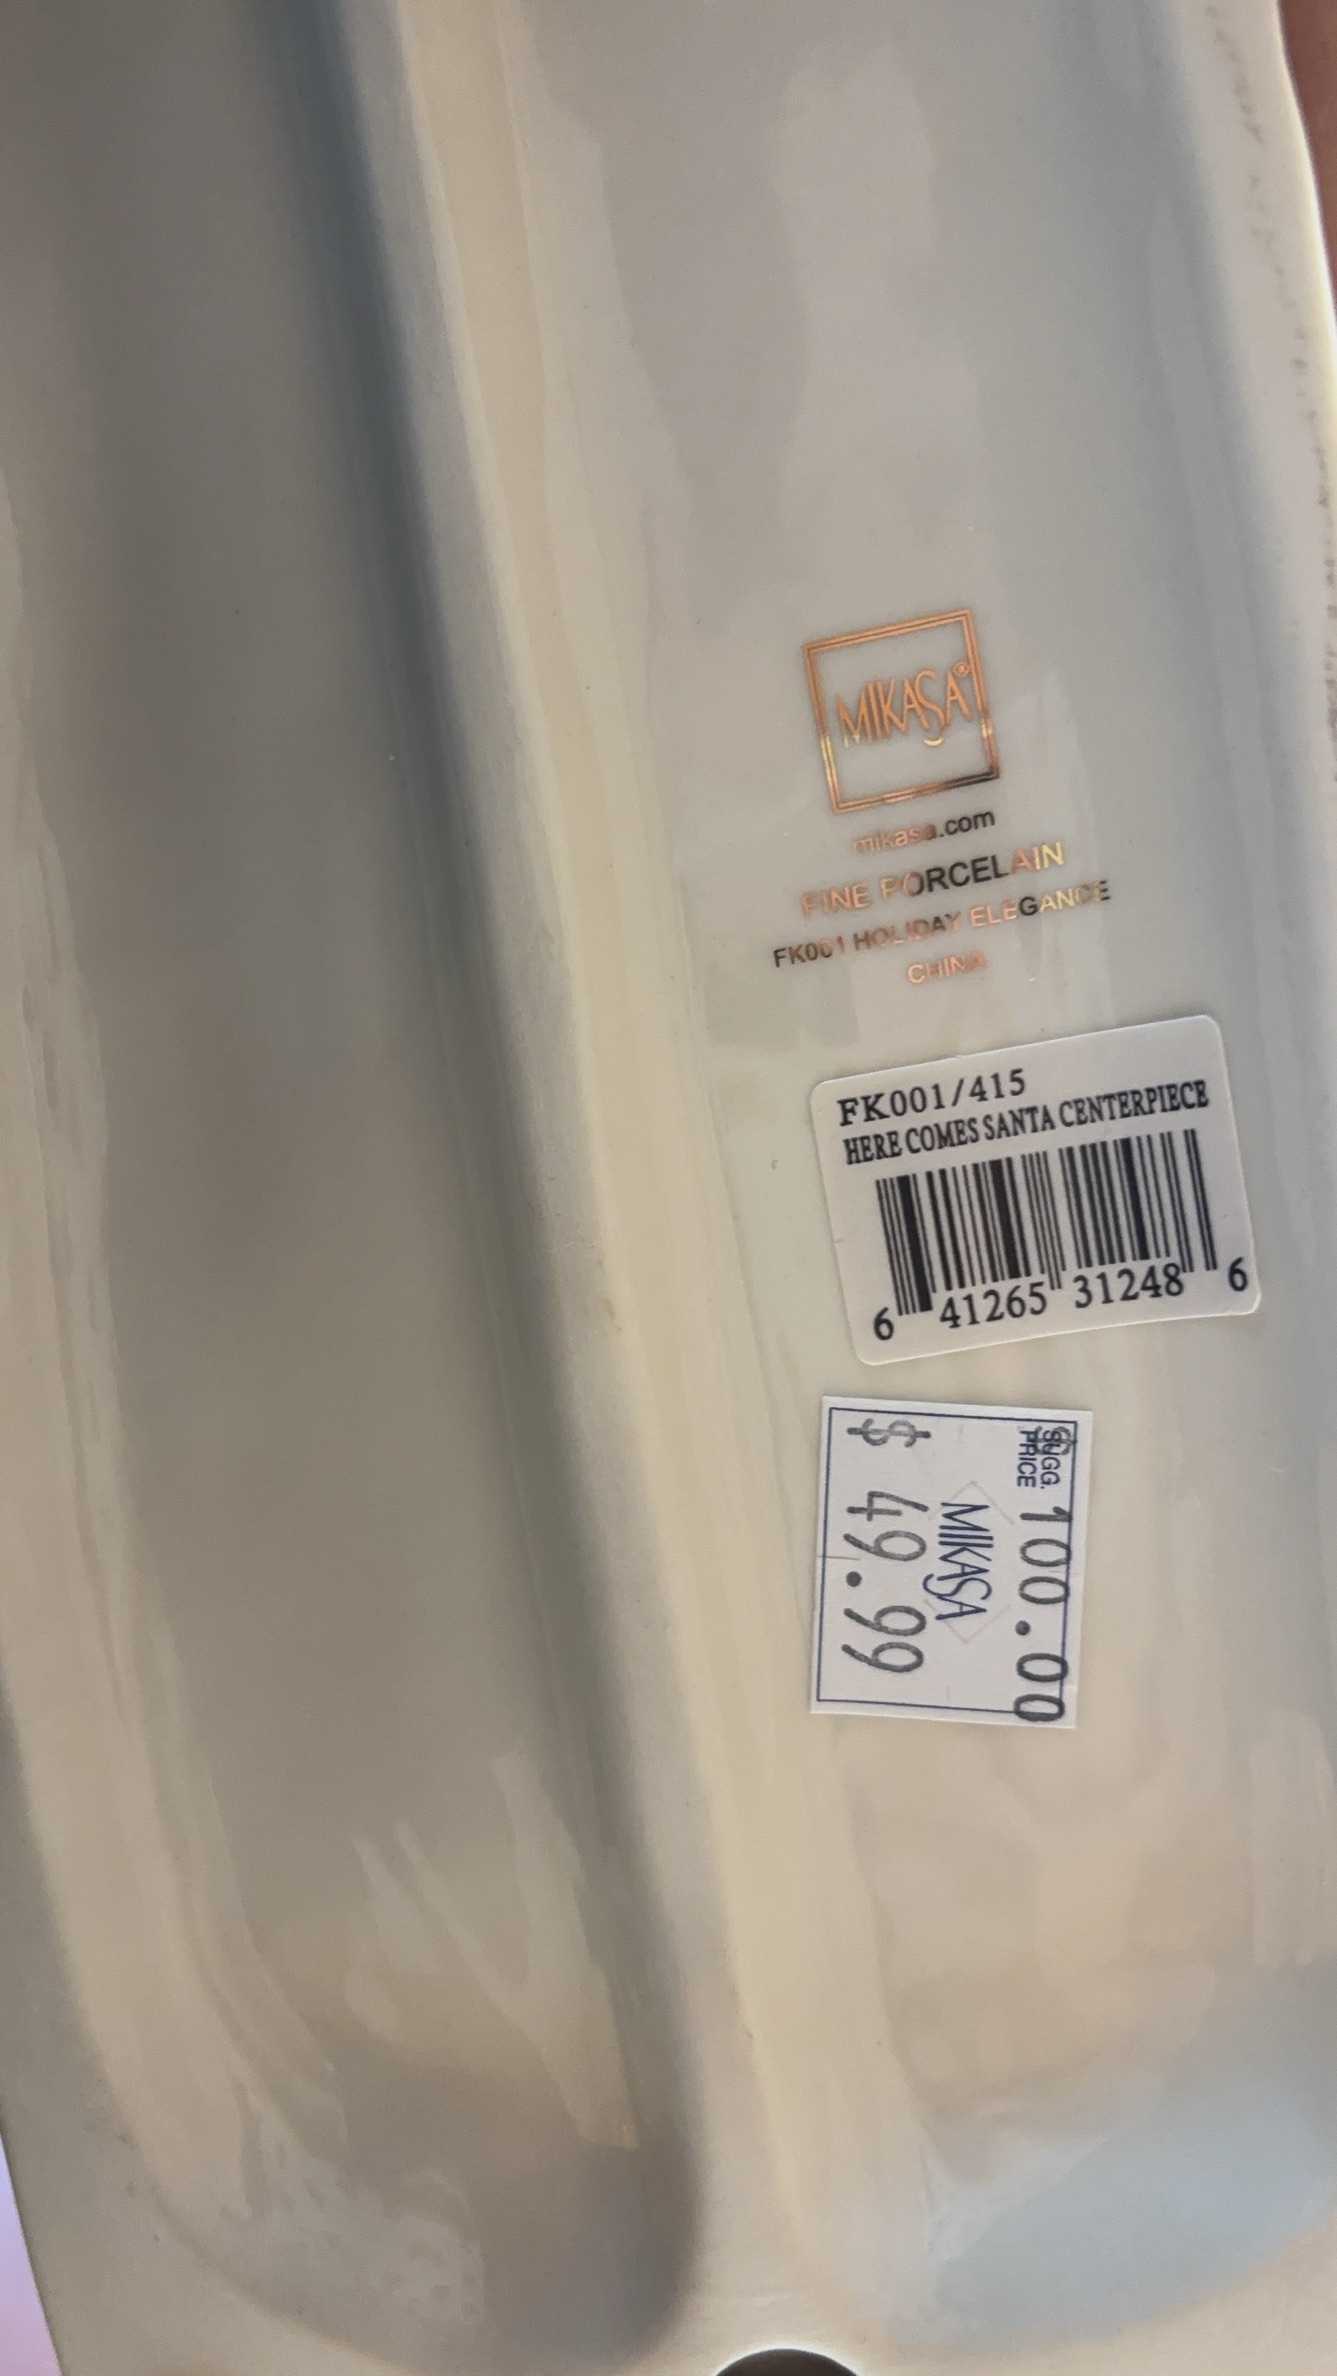 MIKASA®
mikasa.com
FINE PORCELAIN
FK001 HOLIDAY ELEGANCE
CHINA
FK001/415
HERE COMES SANTA CENTERPIECE
6 41265 31248 6
SUGG. PRICE $ 100.00
MIKASA
$ 49.99